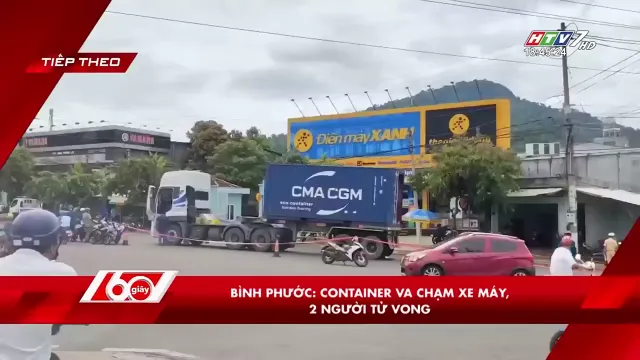 TIẾP THEO
HTV7 HD
YAMAHA
YAMAHA
Điện máy XANH
CMA CGM
60 giây
BÌNH PHƯỚC: CONTAINER VA CHẠM XE MÁY,
2 NGƯỜI TỬ VONG